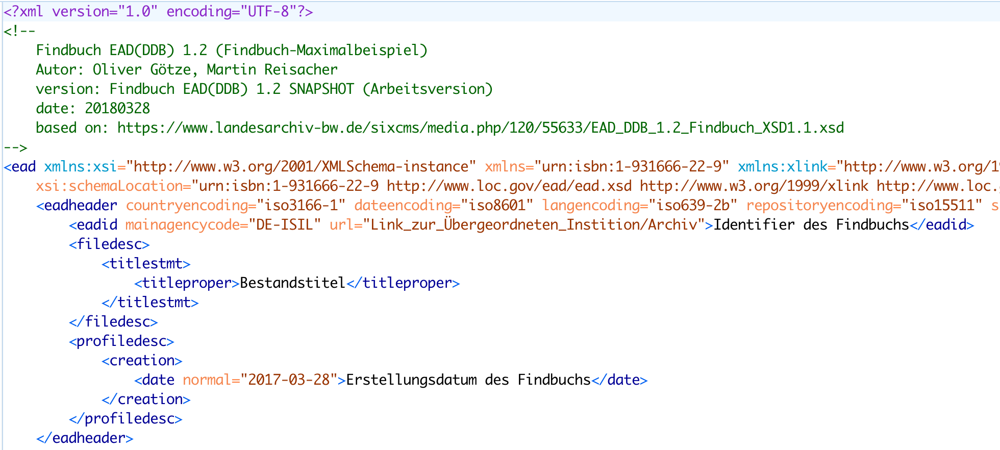 <?xml version="1.0" encoding="UTF-8"?>
<!--
    Findbuch EAD(DDB) 1.2 (Findbuch-Maximalbeispiel)
    Autor: Oliver Götze, Martin Reisacher
    version: Findbuch EAD(DDB) 1.2 SNAPSHOT (Arbeitsversion)
    date: 20180328
    based on: https://www.landesarchiv-bw.de/sixcms/media.php/120/55633/EAD_DDB_1.2_Findbuch_XSD1.1.xsd
-->
<ead xmlns:xsi="http://www.w3.org/2001/XMLSchema-instance" xmlns="urn:isbn:1-931666-22-9" xmlns:xlink="http://www.w3.org/19
    xsi:schemaLocation="urn:isbn:1-931666-22-9 http://www.loc.gov/ead/ead.xsd http://www.w3.org/1999/xlink http://www.loc.
    <eadheader countryencoding="iso3166-1" dateencoding="iso8601" langencoding="iso639-2b" repositoryencoding="iso15511" s
        <eadid mainagencycode="DE-ISIL" url="Link_zur_Übergeordneten_Instition/Archiv">Identifier des Findbuchs</eadid>
        <filedesc>
            <titlestmt>
                <titleproper>Bestandstitel</titleproper>
            </titlestmt>
        </filedesc>
        <profiledesc>
            <creation>
                <date normal="2017-03-28">Erstellungsdatum des Findbuchs</date>
            </creation>
        </profiledesc>
    </eadheader>